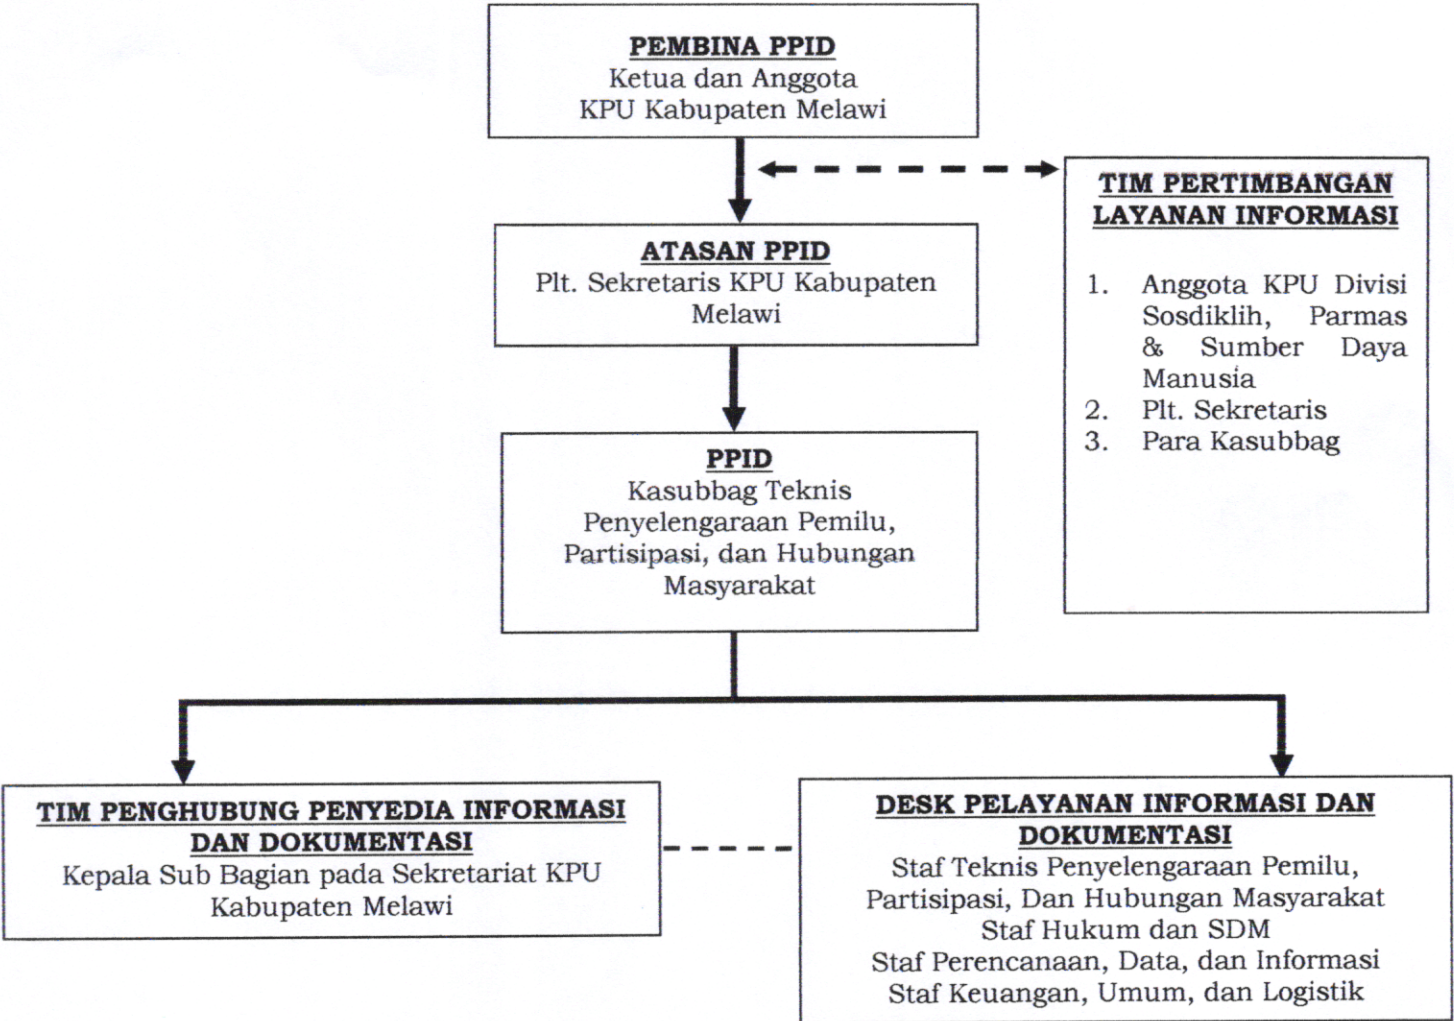 PEMBINA PPID
Ketua dan Anggota
KPU Kabupaten Melawi
TIM PERTIMBANGAN
LAYANAN INFORMASI
1. Anggota KPU Divisi
Sosdiklih, Parmas
& Sumber Daya
Manusia
2. Plt. Sekretaris
3. Para Kasubbag
ATASAN PPID
Plt. Sekretaris KPU Kabupaten
Melawi
PPID
Kasubbag Teknis
Penyelengaraan Pemilu,
Partisipasi, dan Hubungan
Masyarakat
TIM PENGHUBUNG PENYEDIA INFORMASI
DAN DOKUMENTASI
Kepala Sub Bagian pada Sekretariat KPU
Kabupaten Melawi
DESK PELAYANAN INFORMASI DAN
DOKUMENTASI
Staf Teknis Penyelengaraan Pemilu,
Partisipasi, Dan Hubungan Masyarakat
Staf Hukum dan SDM
Staf Perencanaan, Data, dan Informasi
Staf Keuangan, Umum, dan Logistik